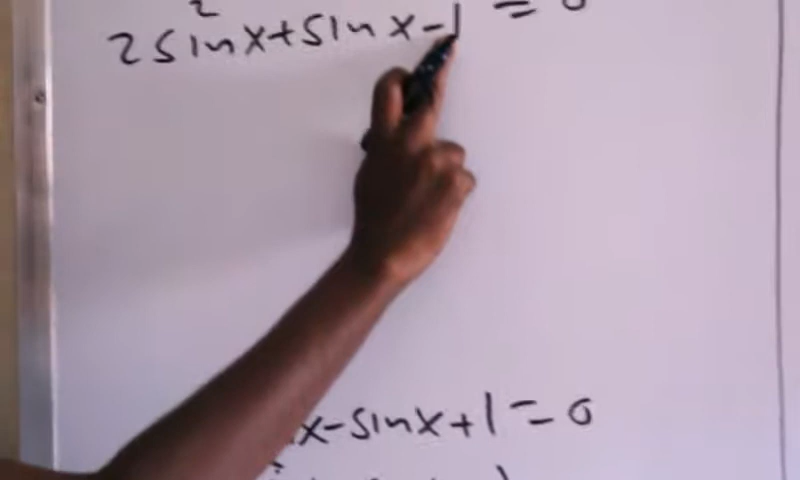 2sin²x+sinx-1 = 0
x-sinx+1=0